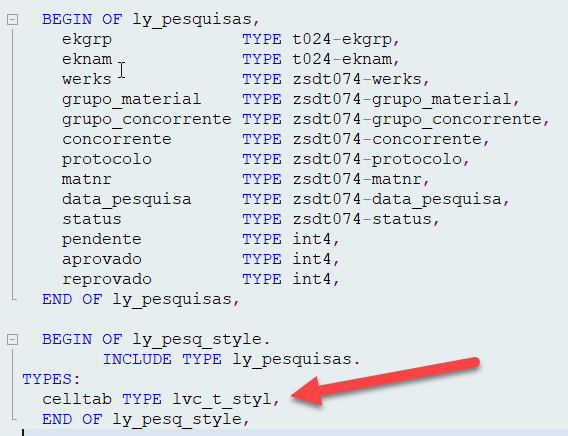 BEGIN OF ly_pesquisas,
ekgrp TYPE t024-ekgrp,
eknam TYPE t024-eknam,
werks TYPE zsdt074-werks,
grupo_material TYPE zsdt074-grupo_material,
grupo_concorrente TYPE zsdt074-grupo_concorrente,
concorrente TYPE zsdt074-concorrente,
protocolo TYPE zsdt074-protocolo,
matnr TYPE zsdt074-matnr,
data_pesquisa TYPE zsdt074-data_pesquisa,
status TYPE zsdt074-status,
pendente TYPE int4,
aprovado TYPE int4,
reprovado TYPE int4,
END OF ly_pesquisas,
BEGIN OF ly_pesq_style.
INCLUDE TYPE ly_pesquisas.
TYPES:
celltab TYPE lvc_t_styl,
END OF ly_pesq_style,